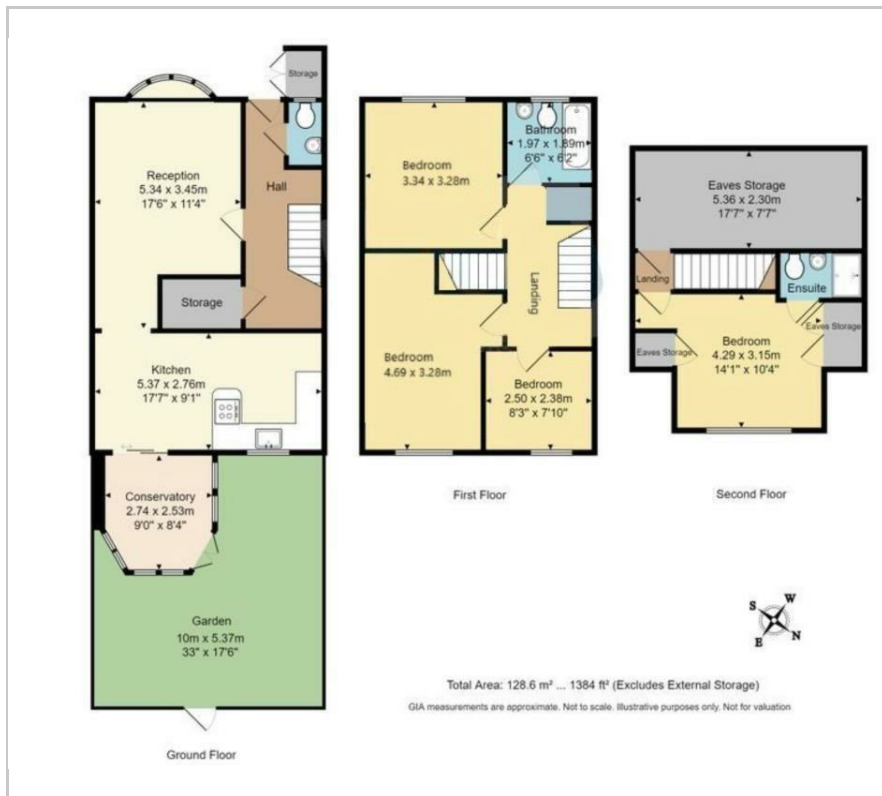 Storage
Reception
5.34 x 3.45m
17'6" x 11'4"
Hall
Storage
Kitchen
5.37 x 2.76m
17'7" x 9'1"
Conservatory
2.74 x 2.53m
9'0" x 8'4"
Garden
10m x 5.37m
33" x 17'6"
Ground Floor
Bedroom
3.34 x 3.28m
Bathroom
1.97 x 1.89m
6'6" x 6'2"
Landing
Bedroom
4.69 x 3.28m
Bedroom
2.50 x 2.38m
8'3" x 7'10"
First Floor
Eaves Storage
5.36 x 2.30m
17'7" x 7'7"
Landing
Ensuite
Eaves Storage
Eaves Storage
Bedroom
4.29 x 3.15m
14'1" x 10'4"
Second Floor
S W
E N
Total Area: 128.6 m² ... 1384 ft² (Excludes External Storage)
GIA measurements are approximate. Not to scale. Illustrative purposes only. Not for valuation